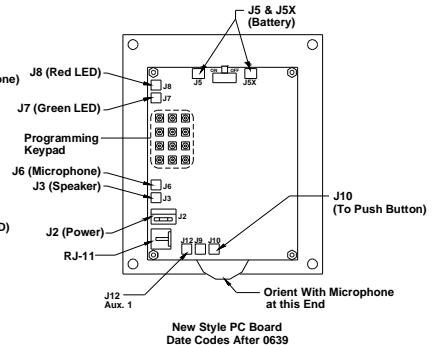 J5 & J5X
(Battery)
one)
J8 (Red LED)
J7 (Green LED)
ON
OFF
J5
J5X
J8
J7
Programming
Keypad
J6 (Microphone)
J3 (Speaker)
J6
J3
J10
(To Push Button)
D)
J2 (Power)
J2
RJ-11
J12
J9
J10
J12
Aux. 1
Orient With Microphone
at this End
New Style PC Board
Date Codes After 0639